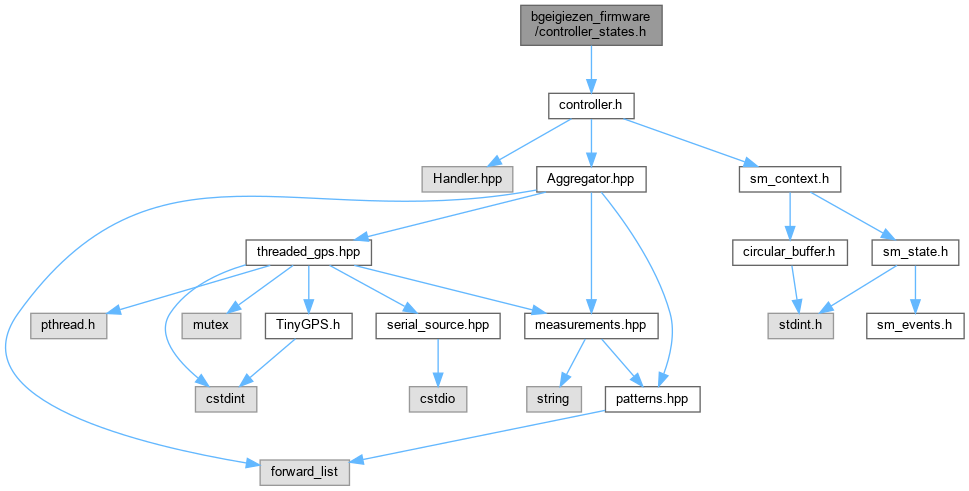 bgeigiezen_firmware
/controller_states.h
controller.h
Handler.hpp
Aggregator.hpp
sm_context.h
threaded_gps.hpp
circular_buffer.h
sm_state.h
pthread.h
mutex
TinyGPS.h
serial_source.hpp
measurements.hpp
stdint.h
sm_events.h
cstdint
cstdio
string
patterns.hpp
forward_list